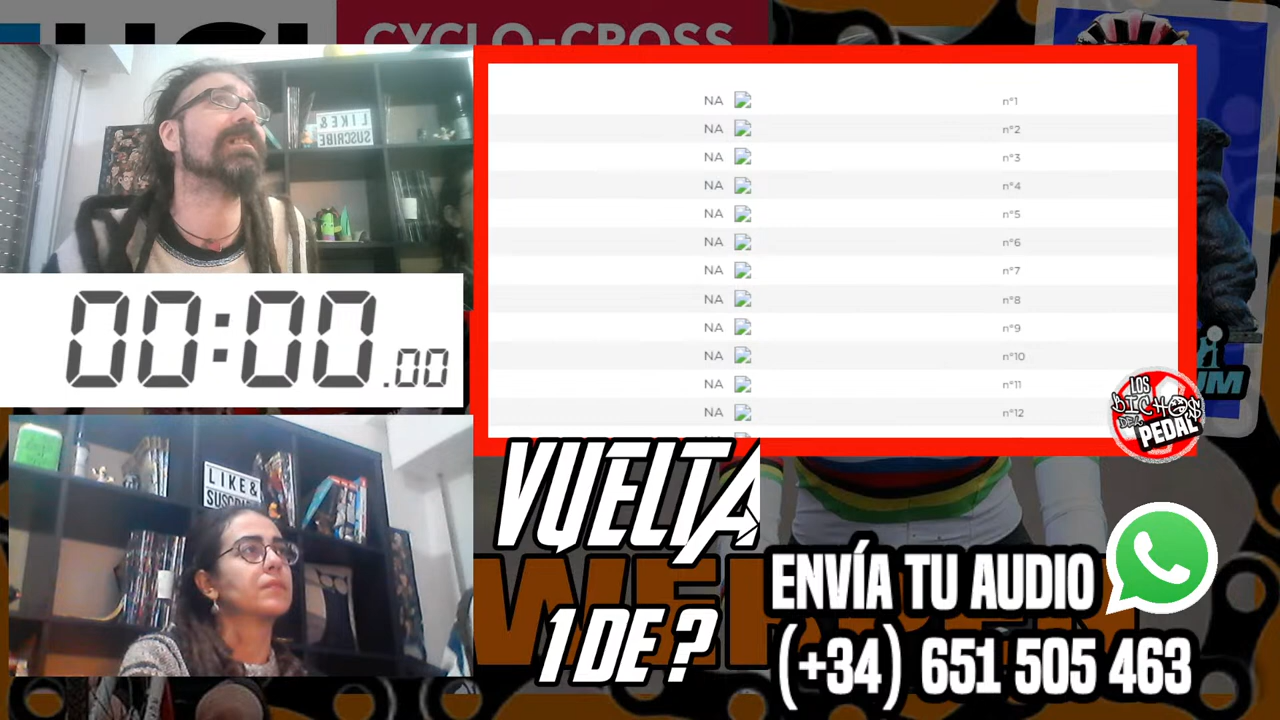 UCI
CYCLO-CROSS
LIKE &
SUSCRIBE
NA n°1
NA n°2
NA n°3
NA n°4
NA n°5
NA n°6
NA n°7
NA n°8
NA n°9
NA n°10
NA n°11
NA n°12
00:00.00
LOS
BICHOS
DEL
PEDAL
LIKE &
SUSCRIBE
VUELTA
1 DE ?
ENVÍA TU AUDIO
(+34) 651 505 463